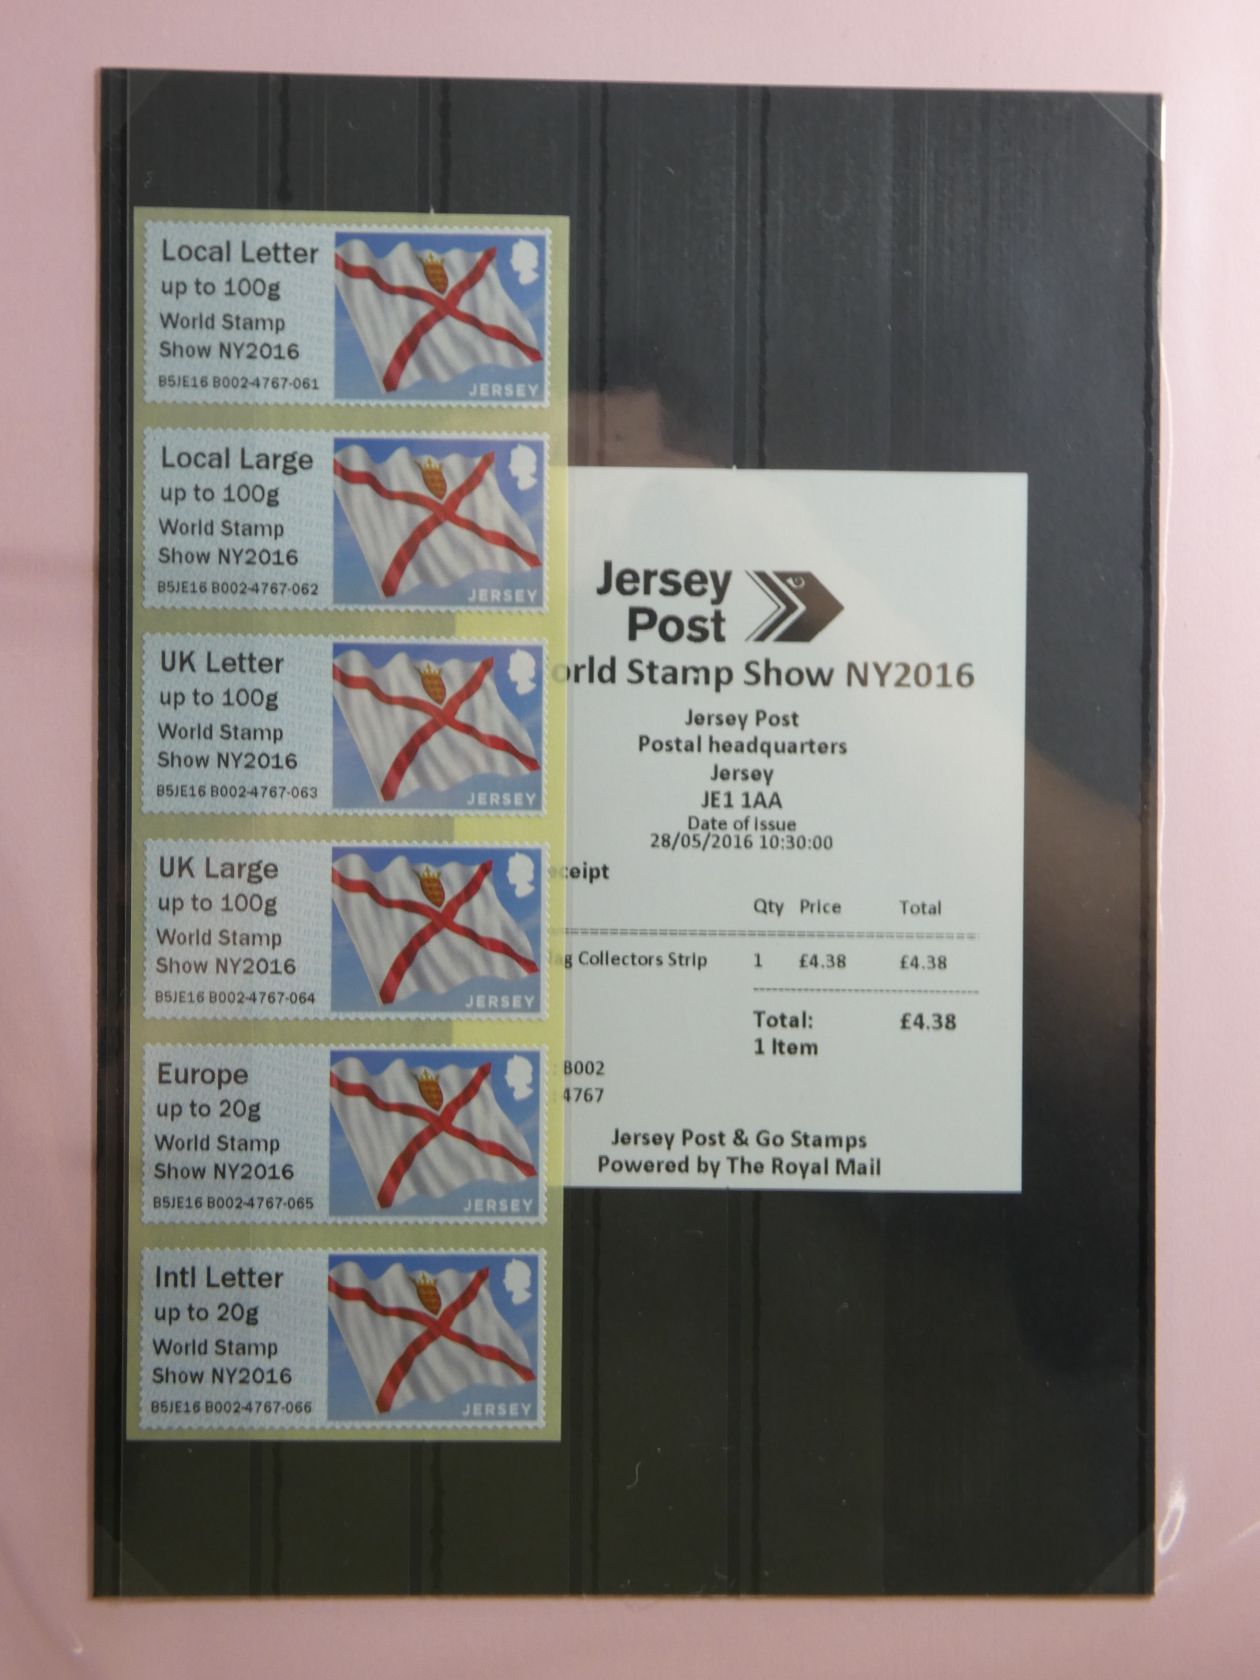 Local Letter
up to 100g
World Stamp
Show NY2016
B5JE16 B002-4767-061
JERSEY
Local Large
up to 100g
World Stamp
Show NY2016
B5JE16 B002-4767-062
JERSEY
UK Letter
up to 100g
World Stamp
Show NY2016
B5JE16 B002-4767-063
JERSEY
UK Large
up to 100g
World Stamp
Show NY2016
B5JE16 B002-4767-064
JERSEY
Europe
up to 20g
World Stamp
Show NY2016
B5JE16 B002-4767-065
JERSEY
Intl Letter
up to 20g
World Stamp
Show NY2016
B5JE16 B002-4767-066
JERSEY
Jersey
Post
orld Stamp Show NY2016
Jersey Post
Postal headquarters
Jersey
JE1 1AA
Date of Issue
28/05/2016 10:30:00
ceipt
Qty Price Total
lag Collectors Strip 1 £4.38 £4.38
Total: £4.38
1 Item
: B002
: 4767
Jersey Post & Go Stamps
Powered by The Royal Mail